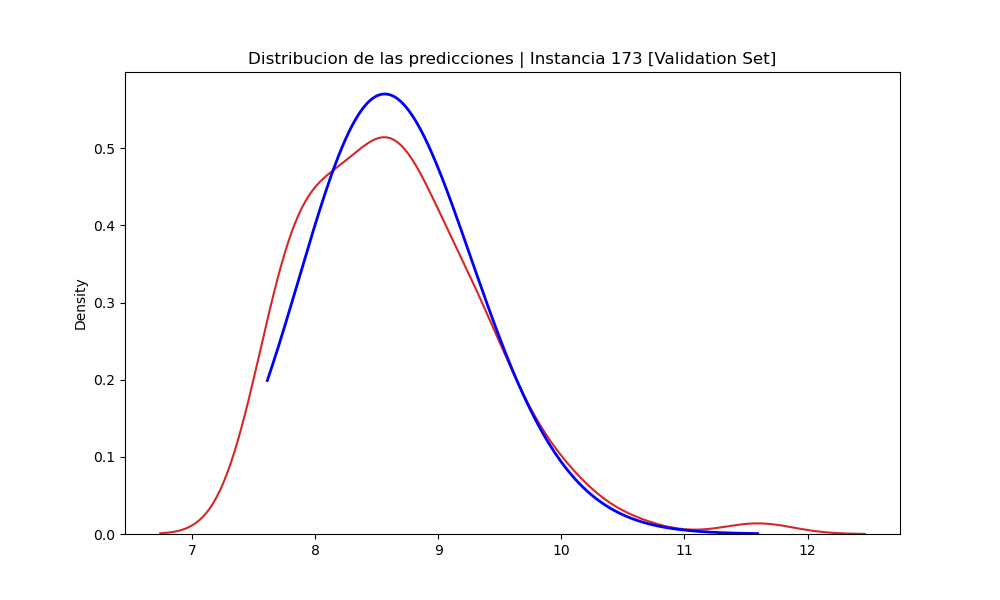 Distribucion de las predicciones | Instancia 173 [Validation Set]
Density
0.5
0.4
0.3
0.2
0.1
0.0
7 8 9 10 11 12